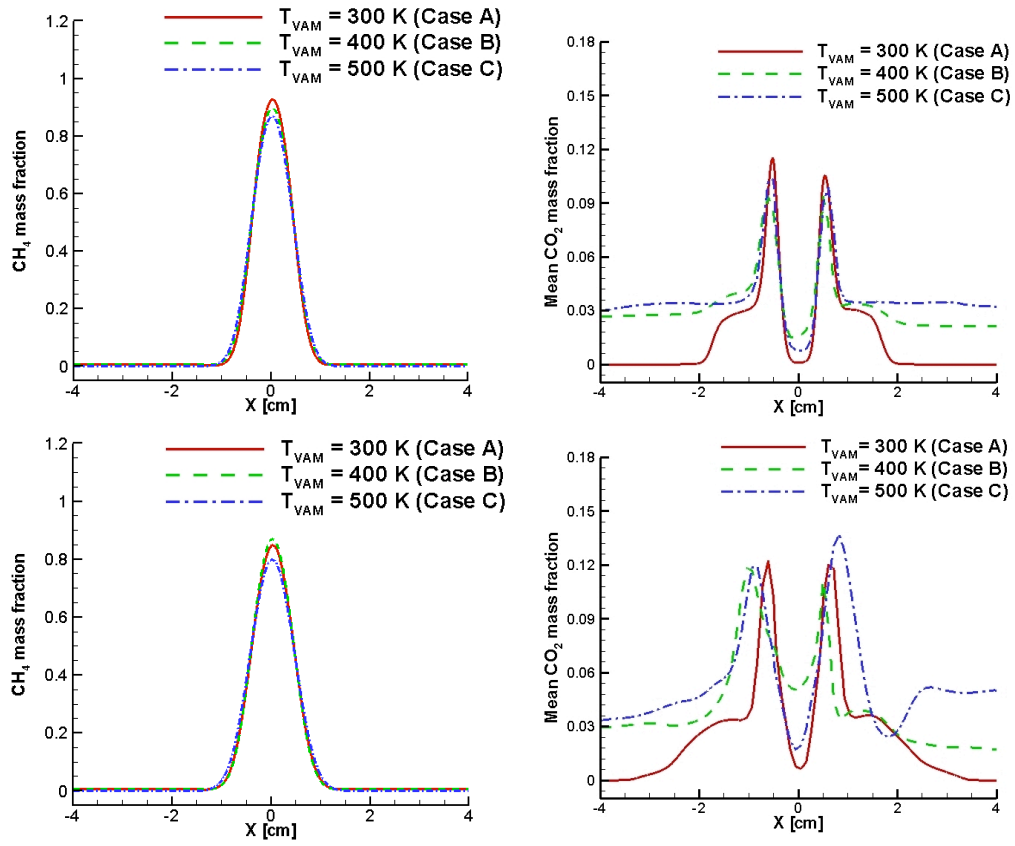 T_VAM = 300 K (Case A)
T_VAM = 400 K (Case B)
T_VAM = 500 K (Case C)
CH₄ mass fraction
1.2
1
0.8
0.6
0.4
0.2
0
-4
-2
0
2
4
X [cm]
T_VAM = 300 K (Case A)
T_VAM = 400 K (Case B)
T_VAM = 500 K (Case C)
Mean CO₂ mass fraction
0.18
0.15
0.12
0.09
0.06
0.03
0
-4
-2
0
2
4
X [cm]
T_VAM = 300 K (Case A)
T_VAM = 400 K (Case B)
T_VAM = 500 K (Case C)
CH₄ mass fraction
1.2
1
0.8
0.6
0.4
0.2
0
-4
-2
0
2
4
X [cm]
T_VAM = 300 K (Case A)
T_VAM = 400 K (Case B)
T_VAM = 500 K (Case C)
Mean CO₂ mass fraction
0.18
0.15
0.12
0.09
0.06
0.03
0
-4
-2
0
2
4
X [cm]